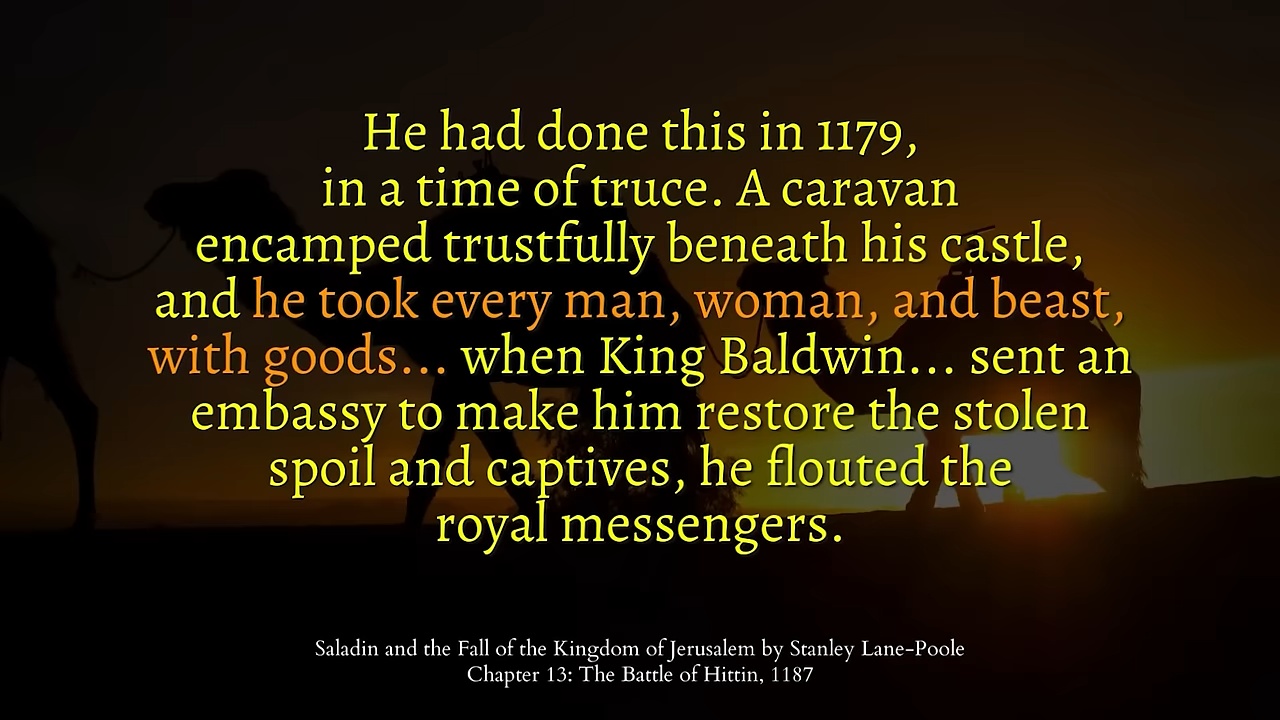 He had done this in 1179,
in a time of truce. A caravan
encamped trustfully beneath his castle,
and he took every man, woman, and beast,
with goods... when King Baldwin... sent an
embassy to make him restore the stolen
spoil and captives, he flouted the
royal messengers.
Saladin and the Fall of the Kingdom of Jerusalem by Stanley Lane-Poole
Chapter 13: The Battle of Hittin, 1187